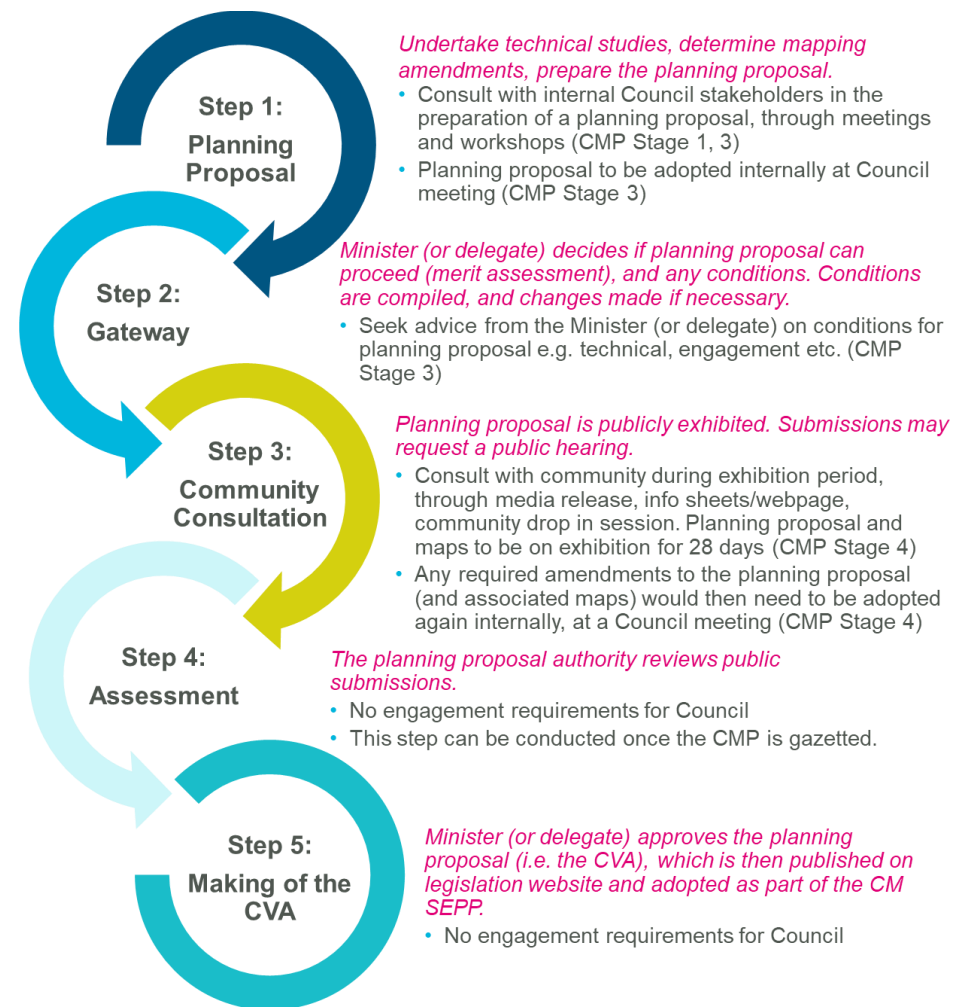 Step 1:
Planning
Proposal
Undertake technical studies, determine mapping
amendments, prepare the planning proposal.
• Consult with internal Council stakeholders in the
preparation of a planning proposal, through meetings
and workshops (CMP Stage 1, 3)
• Planning proposal to be adopted internally at Council
meeting (CMP Stage 3)
Step 2:
Gateway
Minister (or delegate) decides if planning proposal can
proceed (merit assessment), and any conditions. Conditions
are compiled, and changes made if necessary.
• Seek advice from the Minister (or delegate) on conditions for
planning proposal e.g. technical, engagement etc. (CMP
Stage 3)
Step 3:
Community
Consultation
Planning proposal is publicly exhibited. Submissions may
request a public hearing.
• Consult with community during exhibition period,
through media release, info sheets/webpage,
community drop in session. Planning proposal and
maps to be on exhibition for 28 days (CMP Stage 4)
• Any required amendments to the planning proposal
(and associated maps) would then need to be adopted
again internally, at a Council meeting (CMP Stage 4)
Step 4:
Assessment
The planning proposal authority reviews public
submissions.
• No engagement requirements for Council
• This step can be conducted once the CMP is gazetted.
Step 5:
Making of the
CVA
Minister (or delegate) approves the planning
proposal (i.e. the CVA), which is then published on
legislation website and adopted as part of the CM
SEPP.
• No engagement requirements for Council